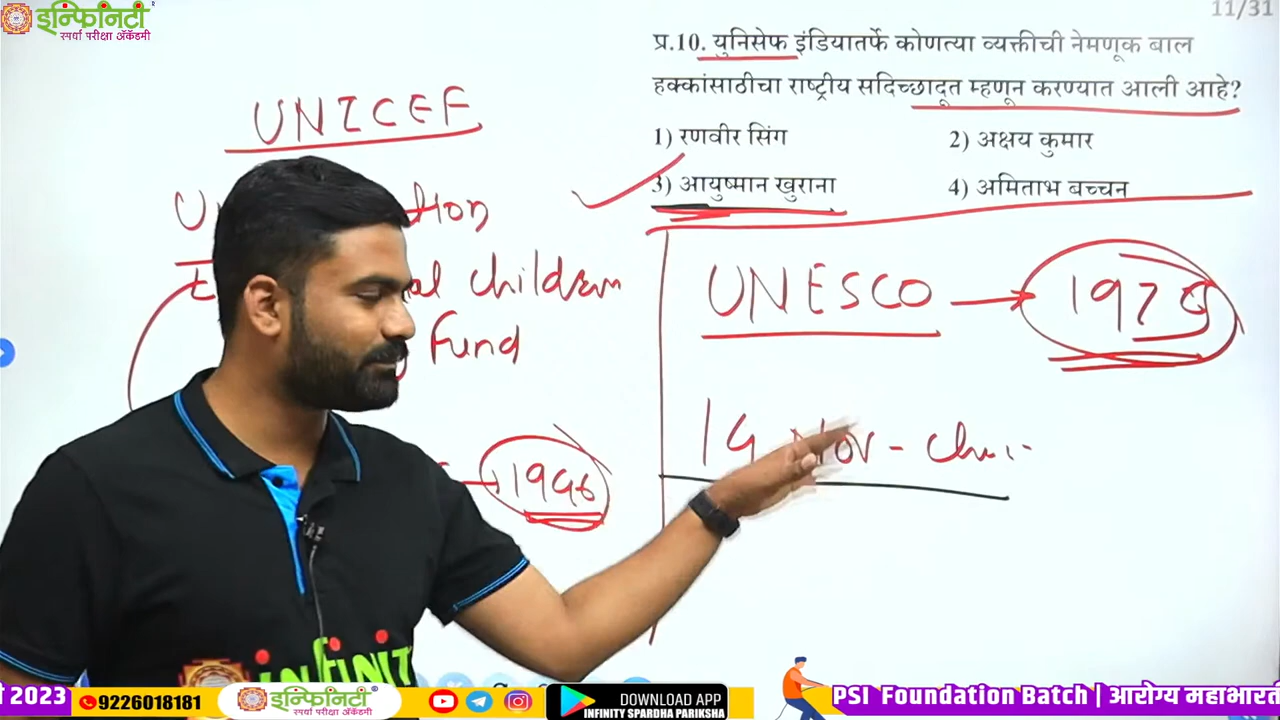 इन्फिनिटी
स्पर्धा परीक्षा अ‍ॅकॅडमी
11/31
प्र.10. युनिसेफ इंडियातर्फे कोणत्या व्यक्तीची नेमणूक बाल
हक्कांसाठीचा राष्ट्रीय सदिच्छादूत म्हणून करण्यात आली आहे?
1) रणवीर सिंग
2) अक्षय कुमार
3) आयुष्मान खुराना
4) अमिताभ बच्चन
UNICEF
children
Fund
1946
UNESCO
14 Nov -
INFINIT
2023
9226018181
इन्फिनिटी
स्पर्धा परीक्षा अ‍ॅकॅडमी
DOWNLOAD APP
INFINITY SPARDHA PARIKSHA
PSI Foundation Batch | आरोग्य महाभारती